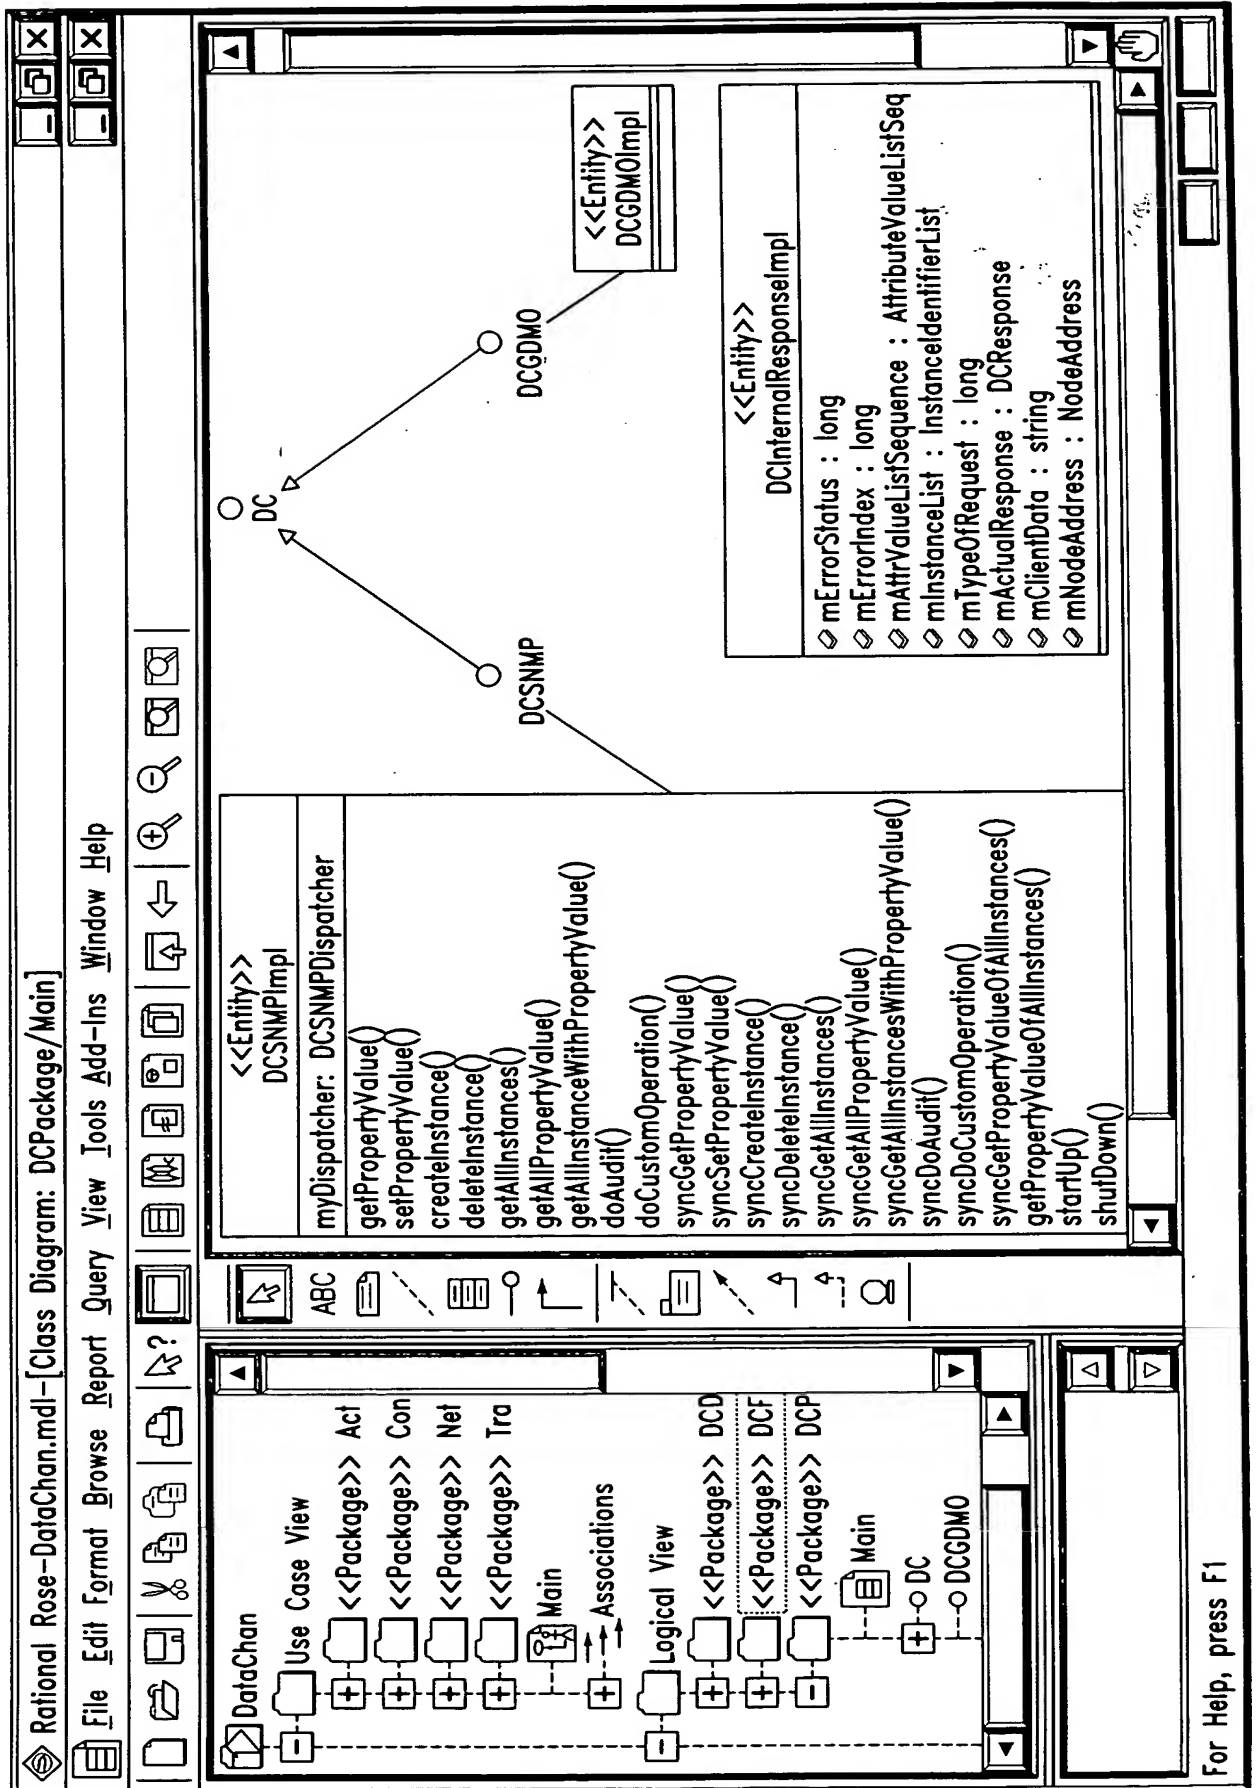 Rational Rose-DataChan.mdl-[Class Diagram: DCPackage/Main]
File Edit Format Browse Report Query View Tools Add-Ins Window Help
DataChan
Use Case View
<<Package>> Act
<<Package>> Con
<<Package>> Net
<<Package>> Tra
Main
Associations
Logical View
<<Package>> DCD
<<Package>> DCF
<<Package>> DCP
Main
DC
DCGDMO
ABC
<<Entity>>
DCSNMPImpl
myDispatcher: DCSNMPDispatcher
getPropertyValue()
setPropertyValue()
createInstance()
deleteInstance()
getAllInstances()
getAllPropertyValue()
getAllInstanceWithPropertyValue()
doAudit()
doCustomOperation()
syncGetPropertyValue()
syncSetPropertyValue()
syncCreateInstance()
syncDeleteInstance()
syncGetAllInstances()
syncGetAllPropertyValue()
syncGetAllInstancesWithPropertyValue()
syncDoAudit()
syncDoCustomOperation()
syncGetPropertyValueOfAllInstances()
getPropertyValueOfAllInstances()
startUp()
shutDown()
DC
DCSNMP
DCGDMO
<<Entity>>
DCGDMOImpl
<<Entity>>
DCInternalResponseImpl
mErrorStatus : long
mErrorIndex : long
mAttrValueListSequence : AttributeValueListSeq
mInstanceList : InstanceIdentifierList
mTypeOfRequest : long
mActualResponse : DCResponse
mClientData : string
mNodeAddress : NodeAddress
For Help, press F1